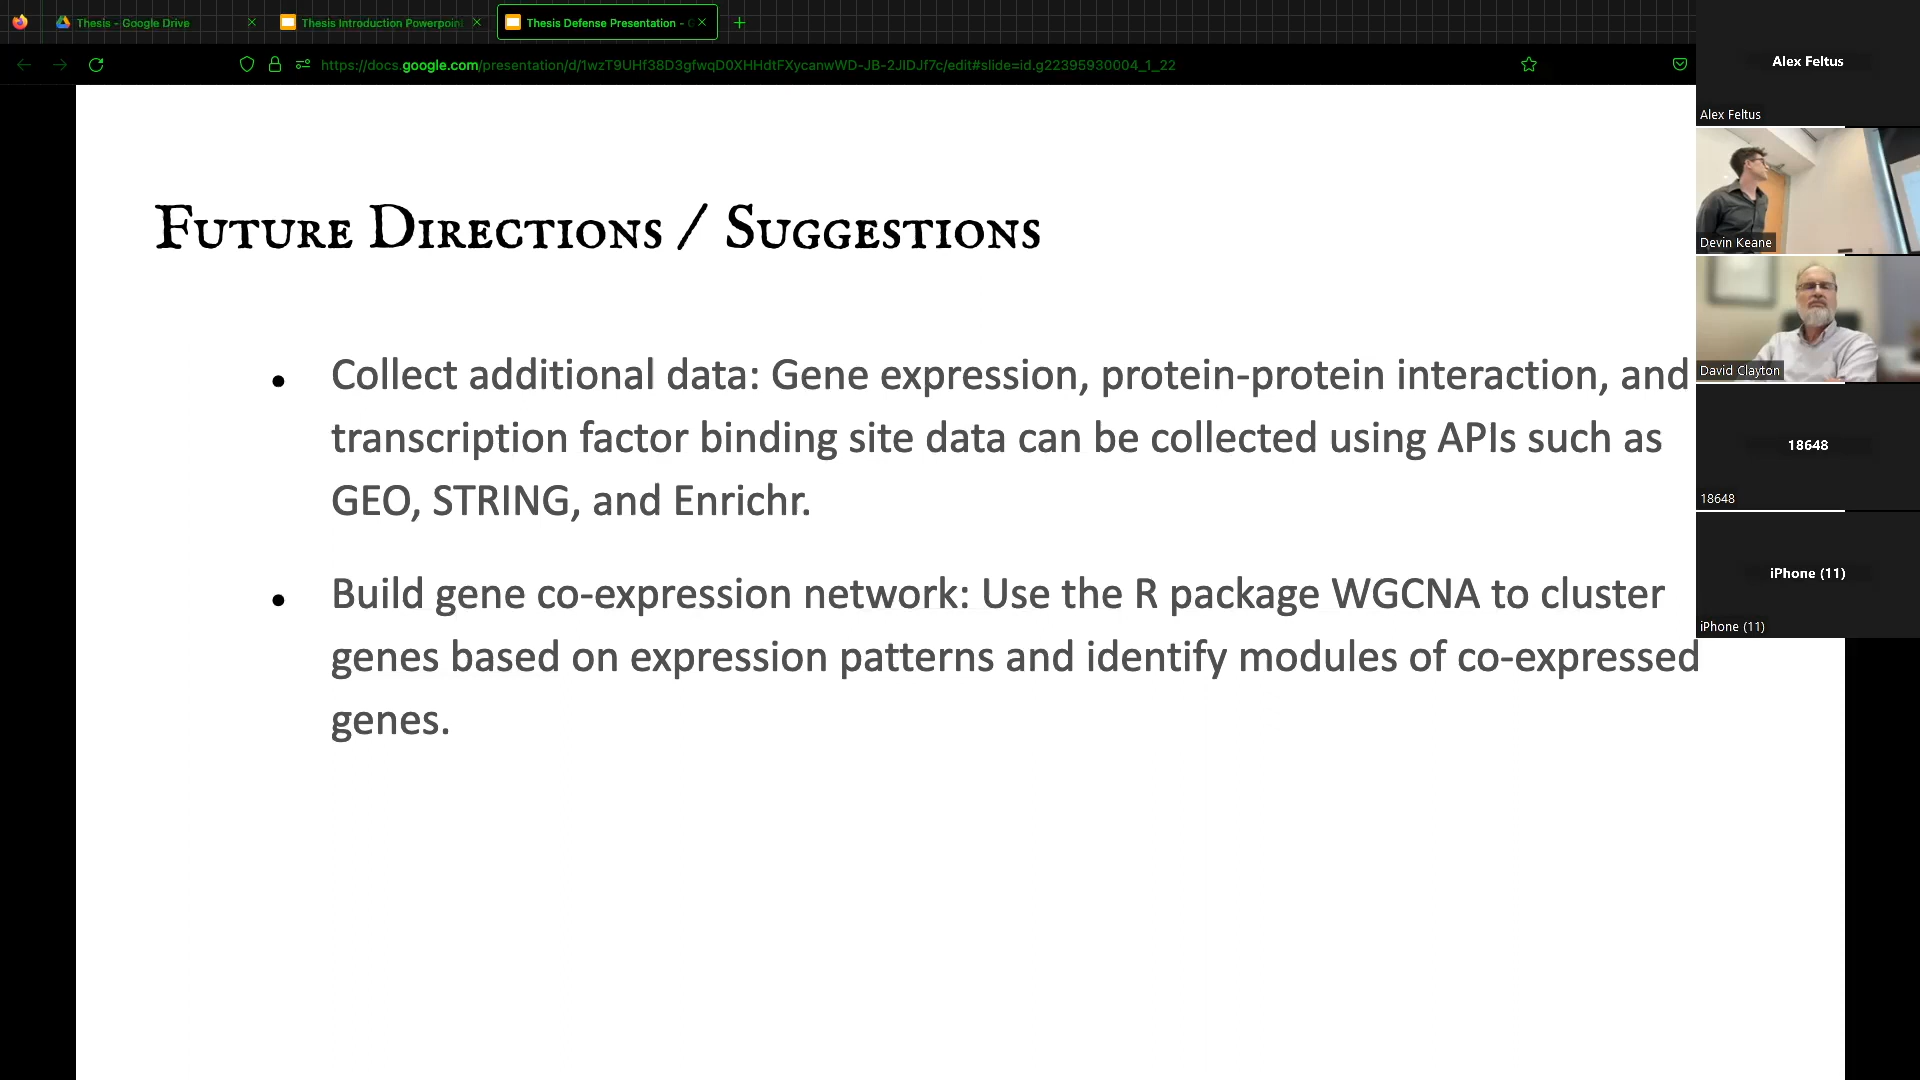 Thesis - Google Drive
Thesis Introduction Powerpoin
Thesis Defense Presentation -
https://docs.google.com/presentation/d/1wzT9UHf38D3gfwqD0XHHdtFXycanwWD-JB-2JIDJf7c/edit#slide=id.g22395930004_1_22
Future Directions / Suggestions
• Collect additional data: Gene expression, protein-protein interaction, and
transcription factor binding site data can be collected using APIs such as
GEO, STRING, and Enrichr.
• Build gene co-expression network: Use the R package WGCNA to cluster
genes based on expression patterns and identify modules of co-expressed
genes.
Alex Feltus
Alex Feltus
Devin Keane
David Clayton
18648
18648
iPhone (11)
iPhone (11)